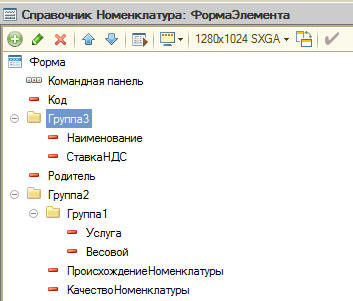 Справочник Номенклатура: ФормаЭлемента
1280x1024 SXGA
Форма
Командная панель
Код
Группа3
Наименование
СтавкаНДС
Родитель
Группа2
Группа1
Услуга
Весовой
ПроисхождениеНоменклатуры
КачествоНоменклатуры